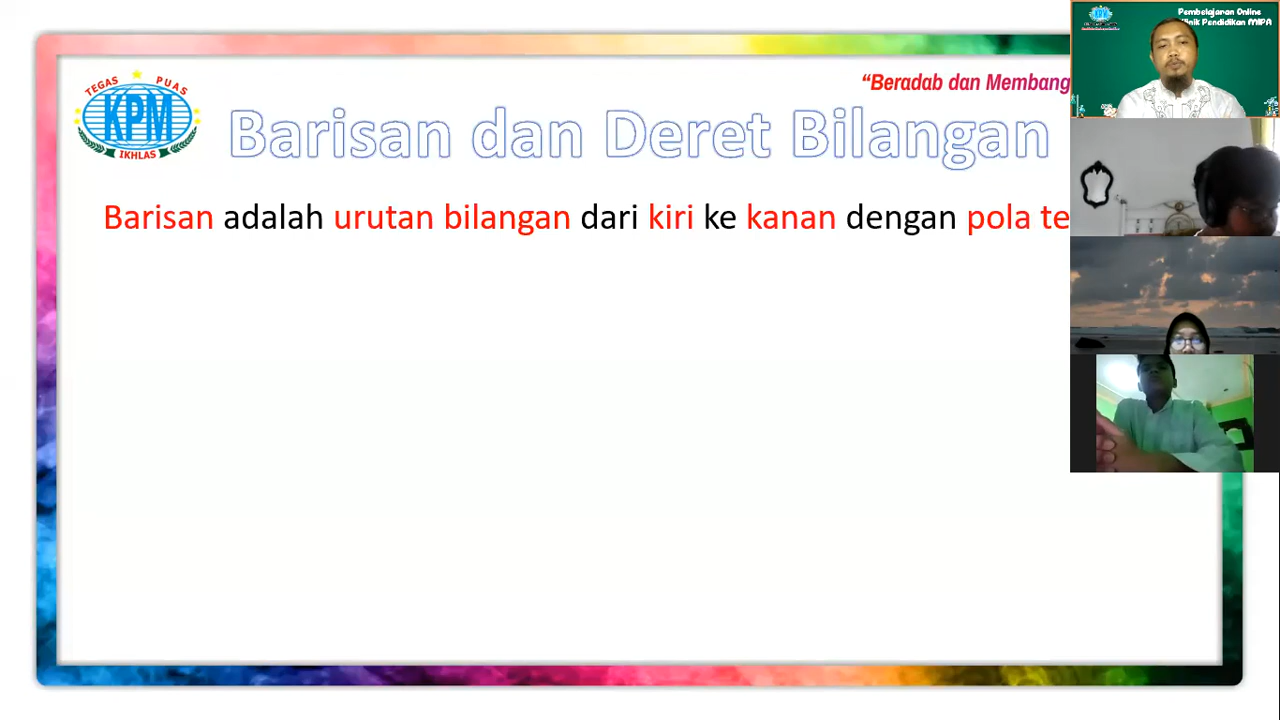 Pembelajaran Online
Klinik Pendidikan MIPA
TEGAS PUAS
KPM
IKHLAS
“Beradab dan Membang
Barisan dan Deret Bilangan
Barisan adalah urutan bilangan dari kiri ke kanan dengan pola te